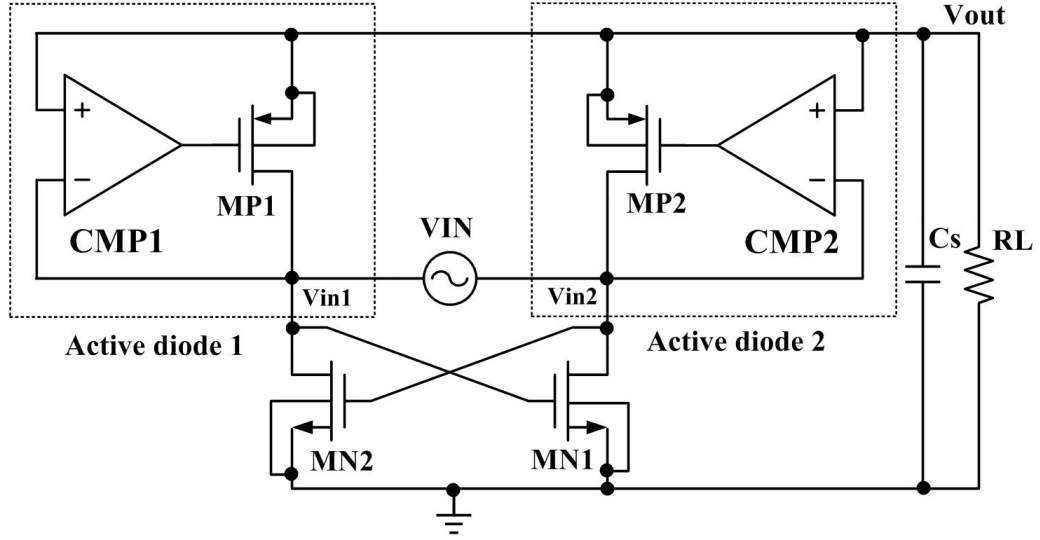 Vout
+
−
CMP1
MP1
VIN
MP2
+
−
CMP2
Cs
RL
Vin1
Vin2
Active diode 1
Active diode 2
MN2
MN1